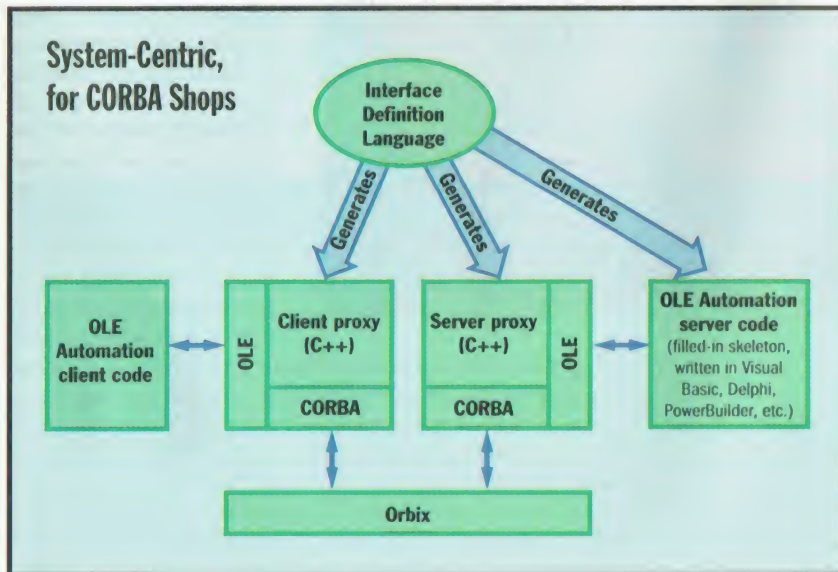 System-Centric,
for CORBA Shops
Interface
Definition
Language
Generates
Generates
Generates
OLE
Automation
client code
OLE
Client proxy
(C++)
CORBA
Server proxy
(C++)
CORBA
OLE
OLE Automation
server code
(filled-in skeleton,
written in Visual
Basic, Delphi,
PowerBuilder, etc.)
Orbix